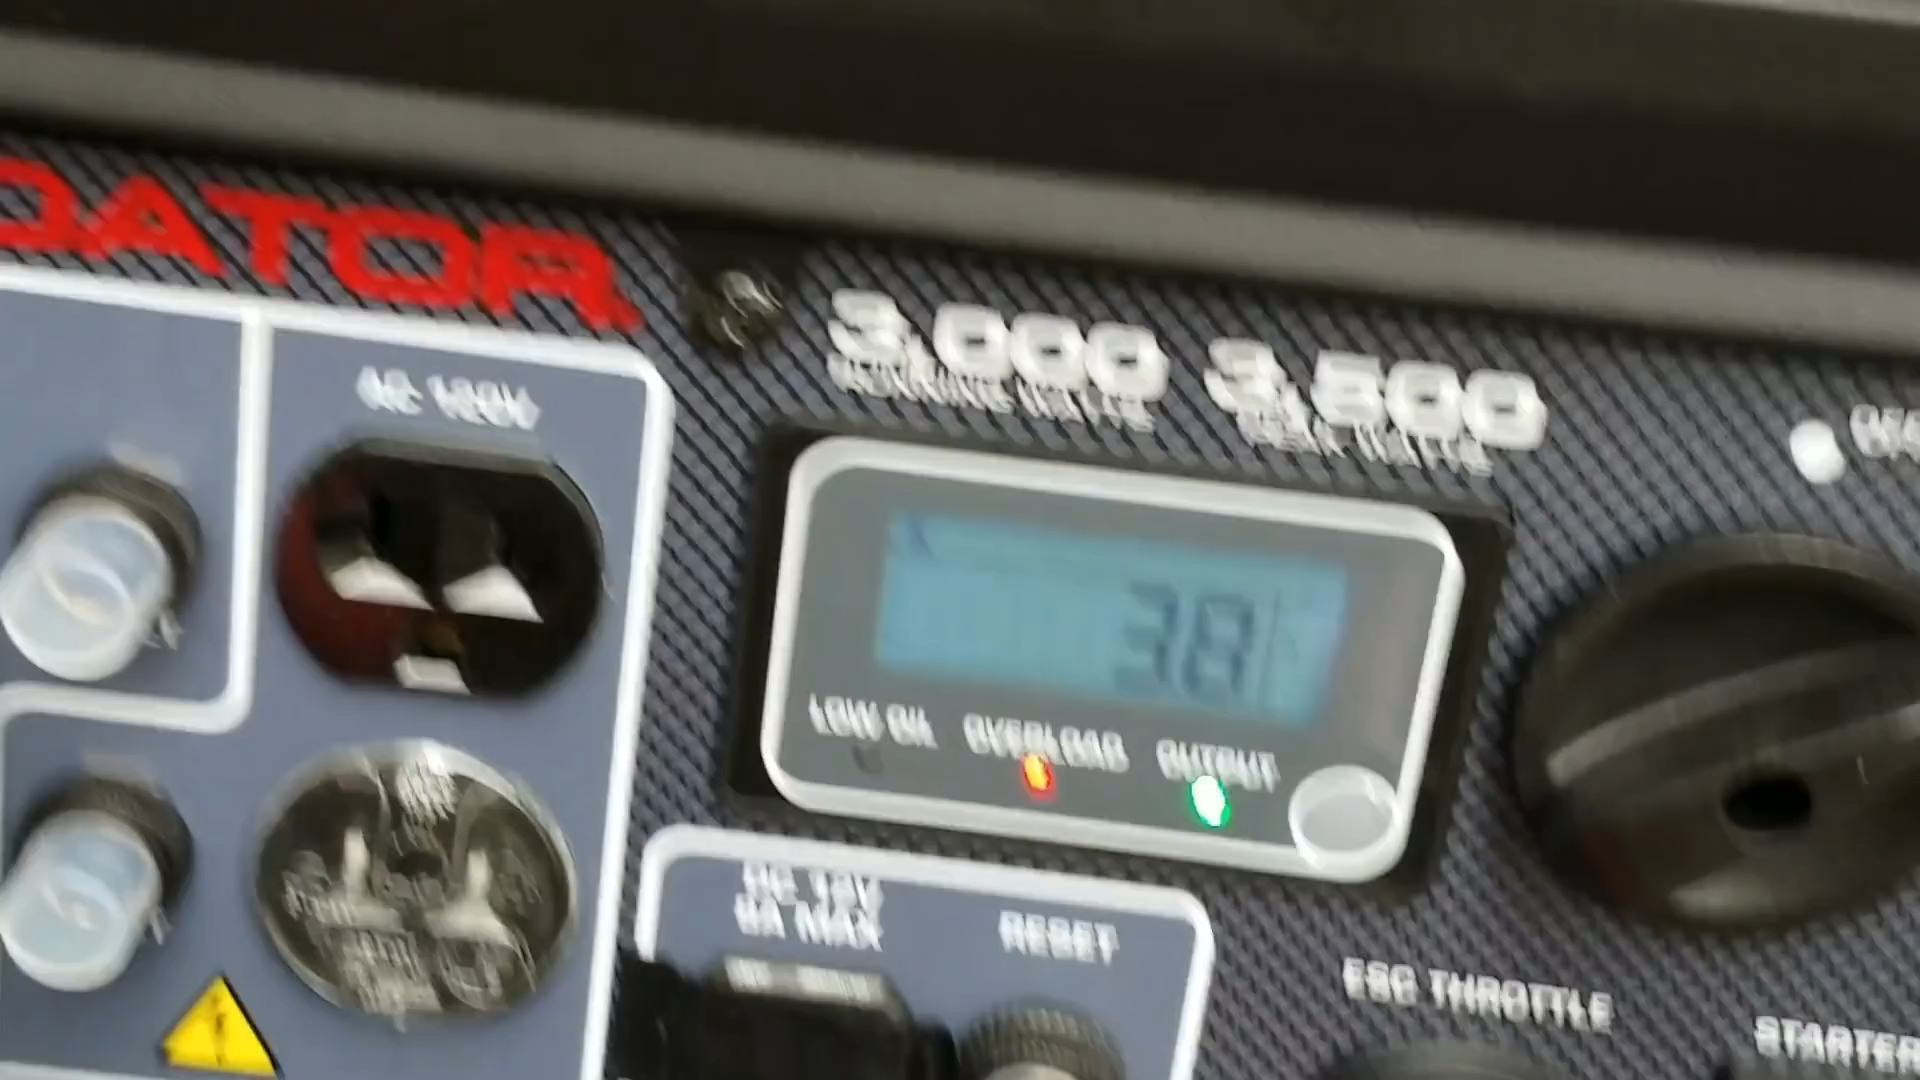 DATOR
3,000 3,500
RUNNING WATTS PEAK WATTS
AC 120V
38
LOW OIL OVERLOAD OUTPUT
DC 12V
8A MAX
RESET
ESC THROTTLE
STARTER